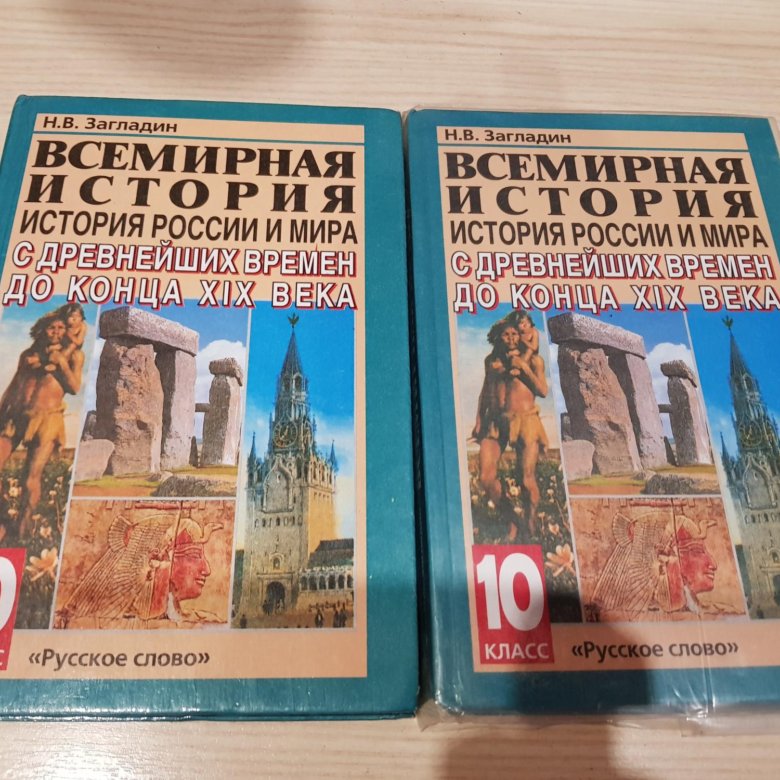 Н.В. Загладин
ВСЕМИРНАЯ
ИСТОРИЯ
ИСТОРИЯ РОССИИ И МИРА
С ДРЕВНЕЙШИХ ВРЕМЕН
ДО КОНЦА XIX ВЕКА
0
С
«Русское слово»
Н.В. Загладин
ВСЕМИРНАЯ
ИСТОРИЯ
ИСТОРИЯ РОССИИ И МИРА
С ДРЕВНЕЙШИХ ВРЕМЕН
ДО КОНЦА XIX ВЕКА
10
КЛАСС
«Русское слово»